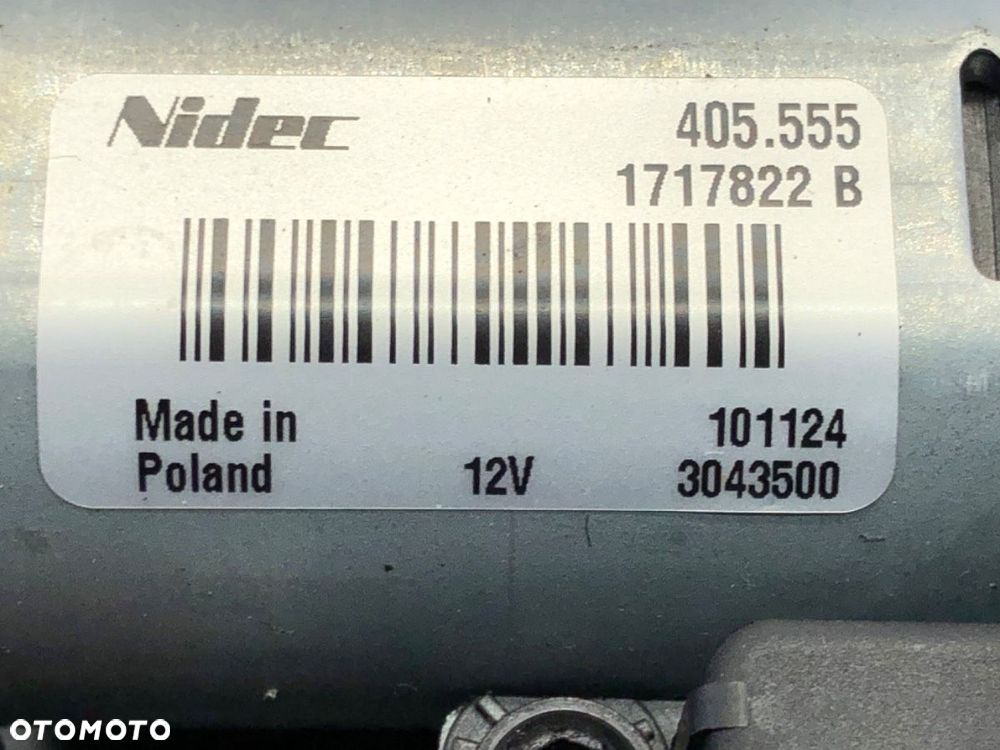 Nidec
405.555
1717822 B
Made in
Poland
12V
101124
3043500
OTOMOTO